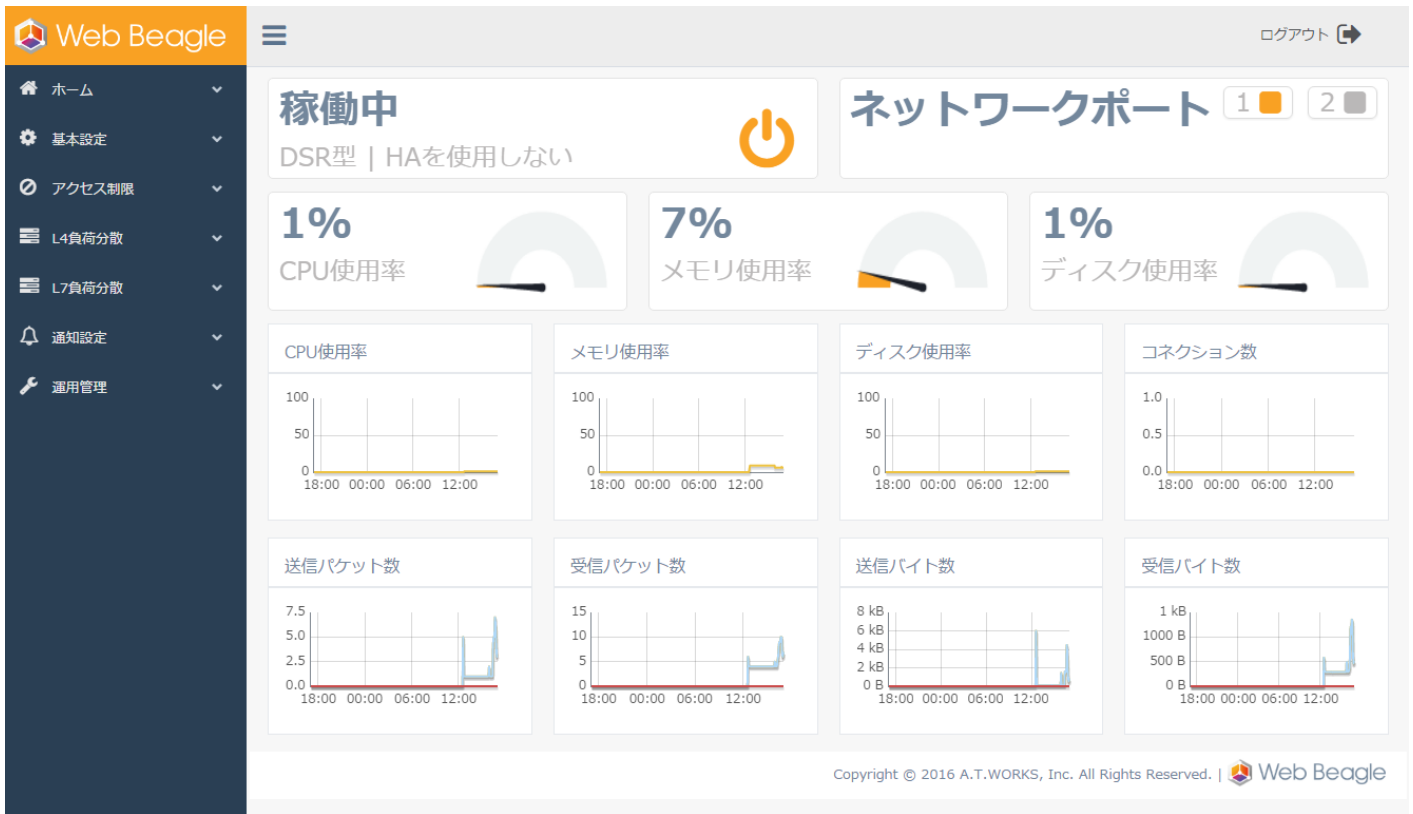 Web Beagle
ログアウト
ホーム
基本設定
アクセス制限
L4負荷分散
L7負荷分散
通知設定
運用管理
稼働中
DSR型 | HAを使用しない
ネットワークポート 1 2
1%
CPU使用率
7%
メモリ使用率
1%
ディスク使用率
CPU使用率
100
50
0
18:00 00:00 06:00 12:00
メモリ使用率
100
50
0
18:00 00:00 06:00 12:00
ディスク使用率
100
50
0
18:00 00:00 06:00 12:00
コネクション数
1.0
0.5
0.0
18:00 00:00 06:00 12:00
送信パケット数
7.5
5.0
2.5
0.0
18:00 00:00 06:00 12:00
受信パケット数
15
10
5
0
18:00 00:00 06:00 12:00
送信バイト数
8 kB
6 kB
4 kB
2 kB
0 B
18:00 00:00 06:00 12:00
受信バイト数
1 kB
1000 B
500 B
0 B
18:00 00:00 06:00 12:00
Copyright © 2016 A.T.WORKS, Inc. All Rights Reserved. | Web Beagle